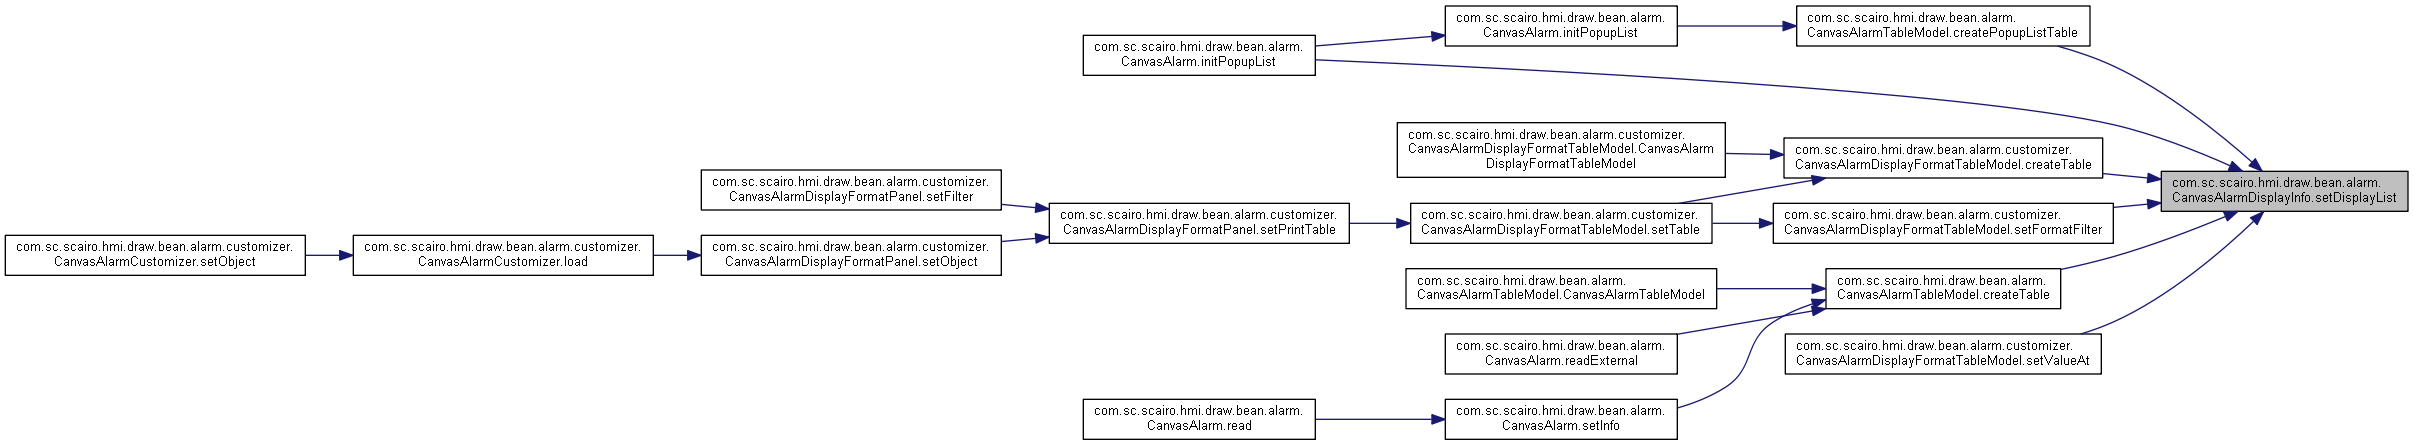 com.sc.scairo.hmi.draw.bean.alarm.
CanvasAlarm.initPopupList
com.sc.scairo.hmi.draw.bean.alarm.
CanvasAlarmTableModel.createPopupListTable
com.sc.scairo.hmi.draw.bean.alarm.
CanvasAlarm.initPopupList
com.sc.scairo.hmi.draw.bean.alarm.customizer.
CanvasAlarmDisplayFormatTableModel.CanvasAlarm
DisplayFormatTableModel
com.sc.scairo.hmi.draw.bean.alarm.customizer.
CanvasAlarmDisplayFormatTableModel.createTable
com.sc.scairo.hmi.draw.bean.alarm.
CanvasAlarmDisplayInfo.setDisplayList
com.sc.scairo.hmi.draw.bean.alarm.customizer.
CanvasAlarmDisplayFormatPanel.setFilter
com.sc.scairo.hmi.draw.bean.alarm.customizer.
CanvasAlarmDisplayFormatPanel.setPrintTable
com.sc.scairo.hmi.draw.bean.alarm.customizer.
CanvasAlarmDisplayFormatTableModel.setTable
com.sc.scairo.hmi.draw.bean.alarm.customizer.
CanvasAlarmDisplayFormatTableModel.setFormatFilter
com.sc.scairo.hmi.draw.bean.alarm.customizer.
CanvasAlarmCustomizer.setObject
com.sc.scairo.hmi.draw.bean.alarm.customizer.
CanvasAlarmCustomizer.load
com.sc.scairo.hmi.draw.bean.alarm.customizer.
CanvasAlarmDisplayFormatPanel.setObject
com.sc.scairo.hmi.draw.bean.alarm.
CanvasAlarmTableModel.CanvasAlarmTableModel
com.sc.scairo.hmi.draw.bean.alarm.
CanvasAlarmTableModel.createTable
com.sc.scairo.hmi.draw.bean.alarm.
CanvasAlarm.readExternal
com.sc.scairo.hmi.draw.bean.alarm.customizer.
CanvasAlarmDisplayFormatTableModel.setValueAt
com.sc.scairo.hmi.draw.bean.alarm.
CanvasAlarm.read
com.sc.scairo.hmi.draw.bean.alarm.
CanvasAlarm.setInfo